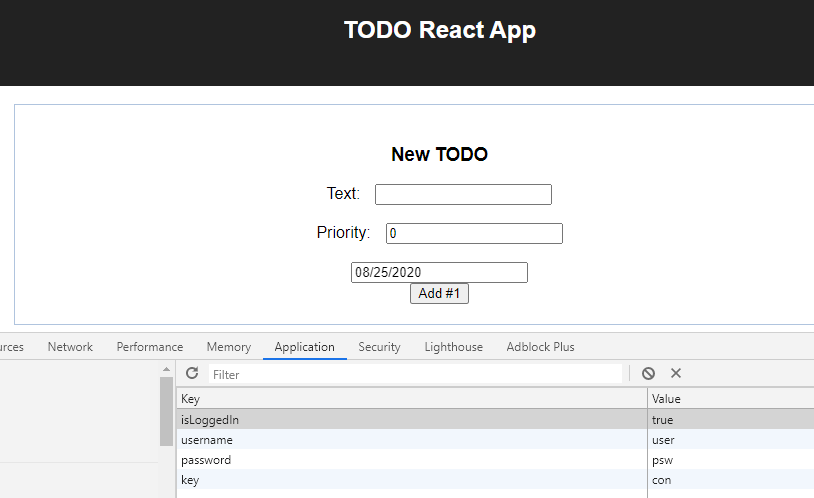 TODO React App
New TODO
Text:
Priority: 0
08/25/2020
Add #1
urces Network Performance Memory Application Security Lighthouse Adblock Plus
Filter
Key Value
isLoggedIn true
username user
password psw
key con